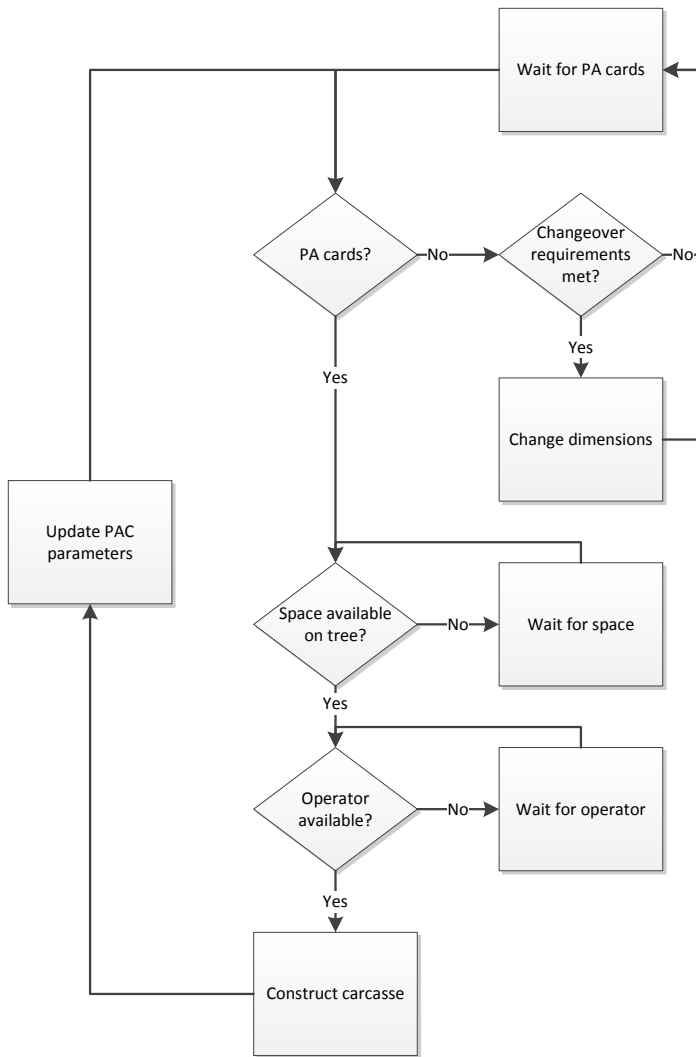 Wait for PA cards
PA cards?
No
Changeover
requirements
met?
No
Yes
Yes
Change dimensions
Update PAC
parameters
Space available
on tree?
No
Wait for space
Yes
Operator
available?
No
Wait for operator
Yes
Construct carcasse